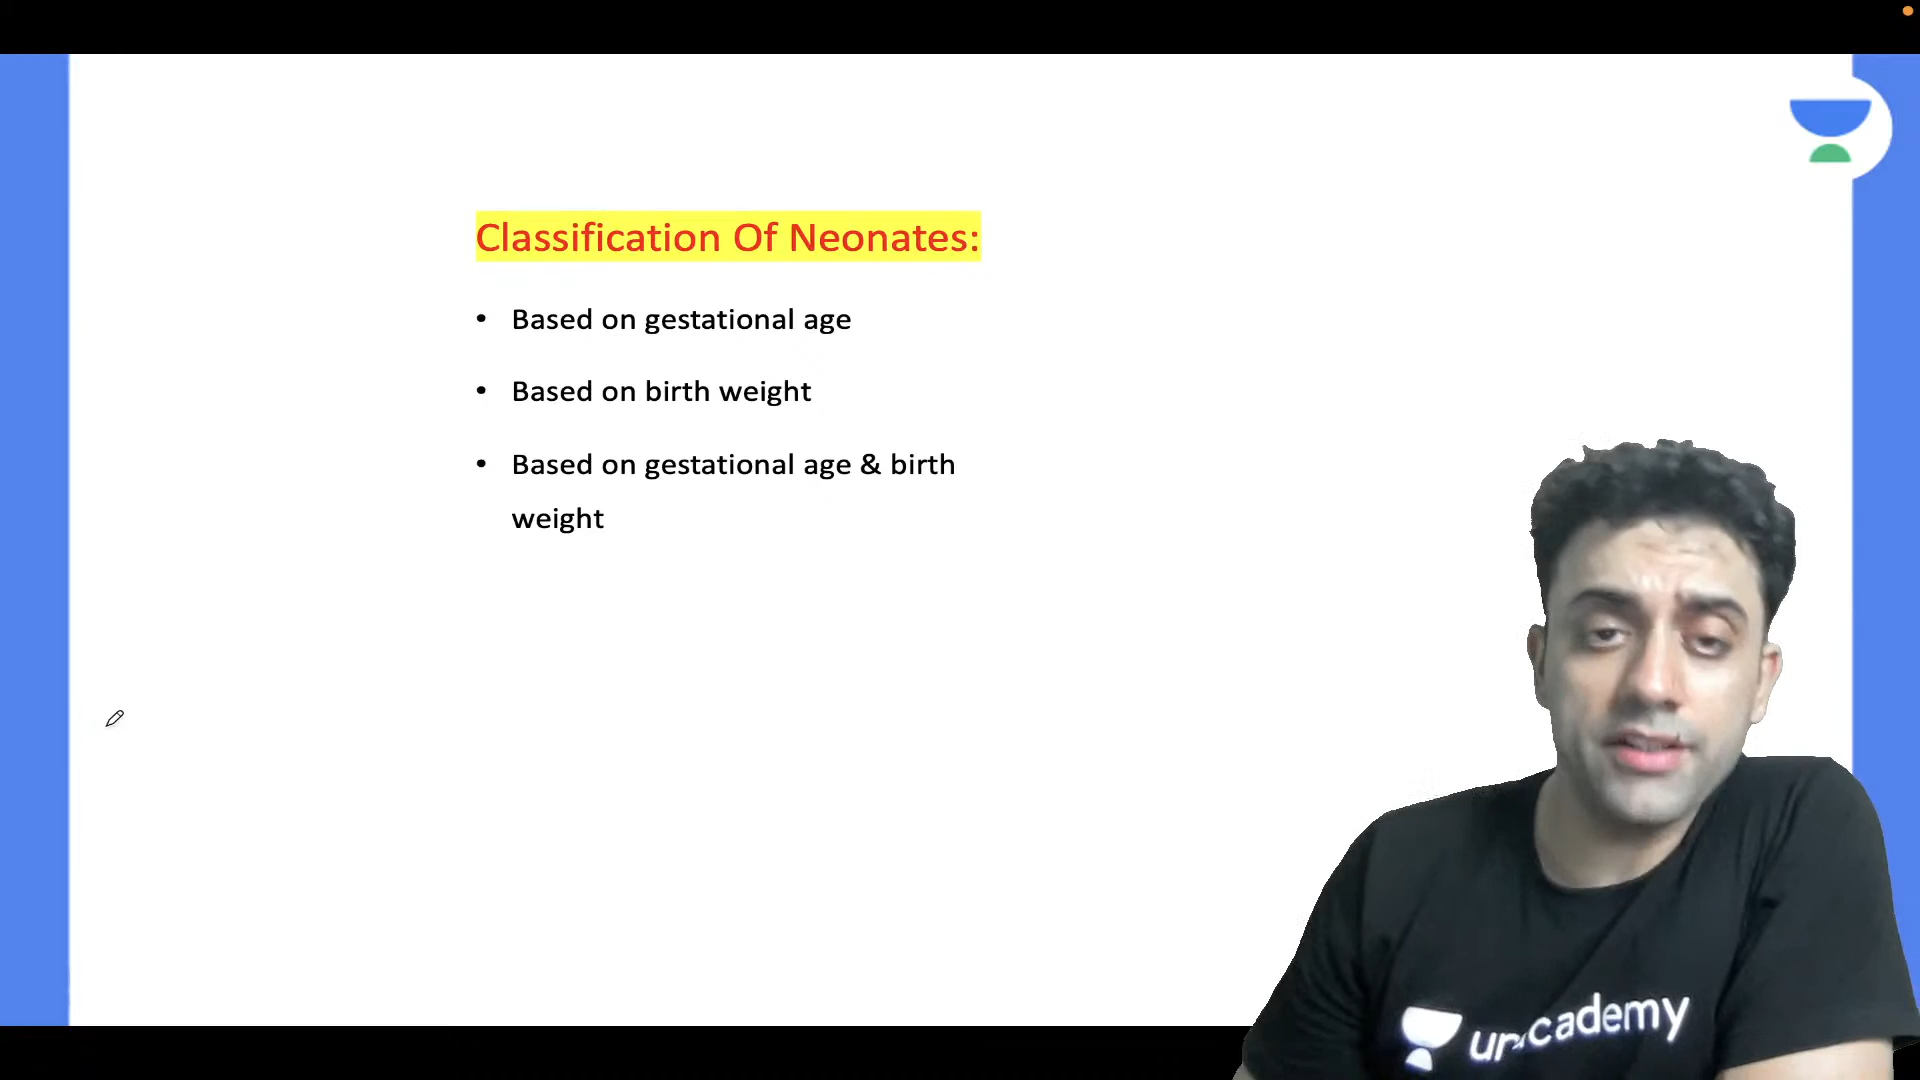 Classification Of Neonates:
• Based on gestational age
• Based on birth weight
• Based on gestational age & birth
weight
unacademy